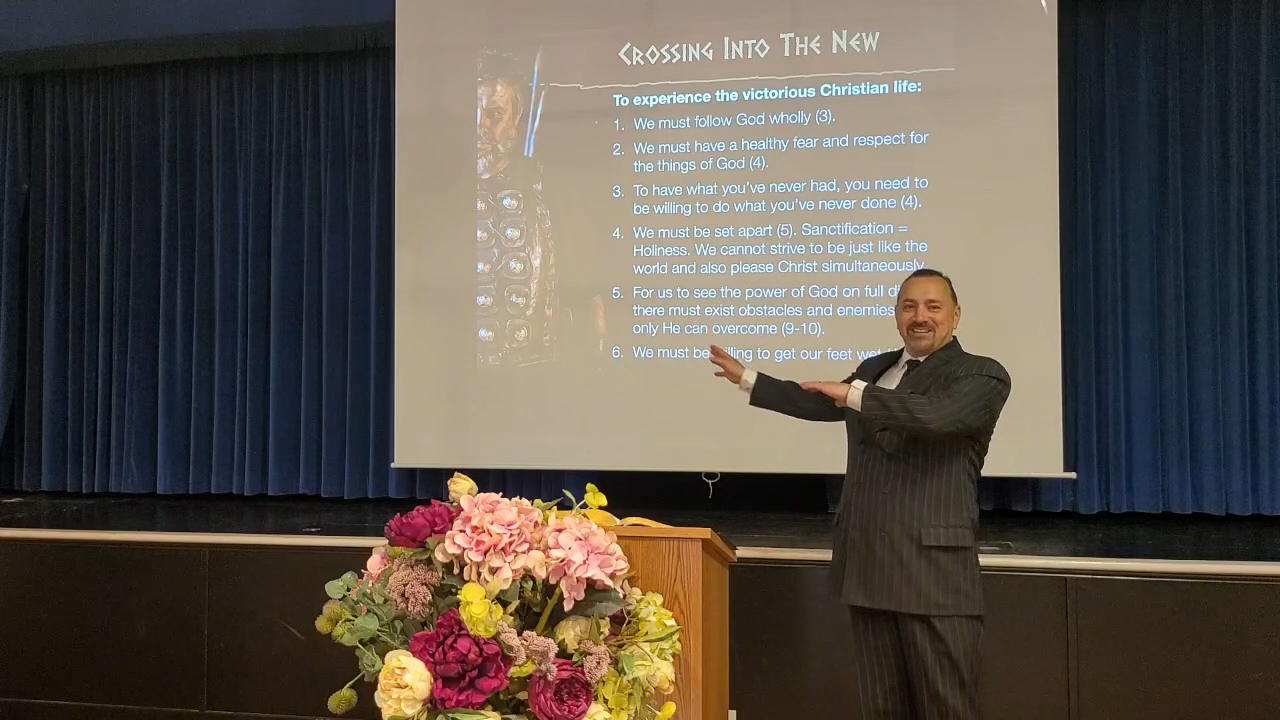 CROSSING INTO THE NEW
To experience the victorious Christian life:
1. We must follow God wholly (3).
2. We must have a healthy fear and respect for
the things of God (4).
3. To have what you've never had, you need to
be willing to do what you've never done (4).
4. We must be set apart (5). Sanctification =
Holiness. We cannot strive to be just like the
world and also please Christ simultaneously
5. For us to see the power of God on full
there must exist obstacles and enemies
only He can overcome (9-10).
6. We must be willing to get our feet wet